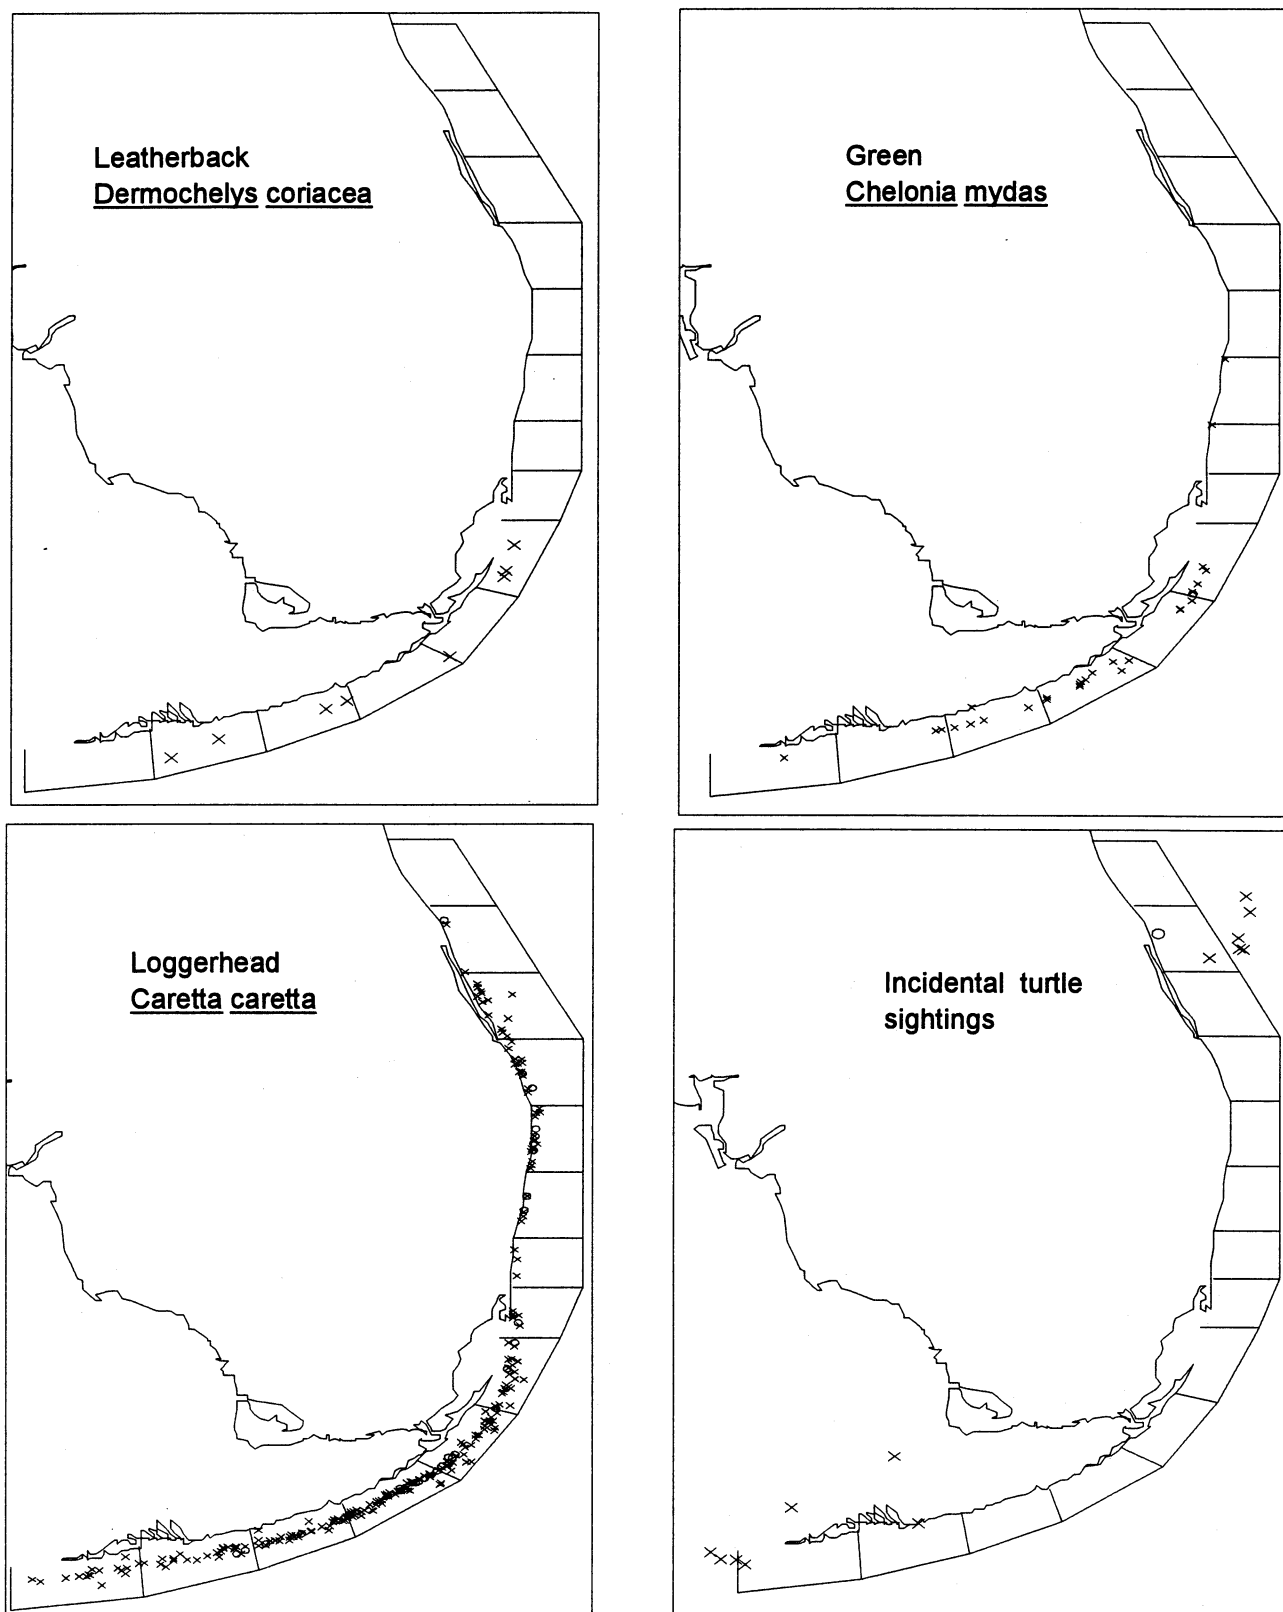 Leatherback
Dermochelys coriacea
Green
Chelonia mydas
Loggerhead
Caretta caretta
Incidental turtle
sightings